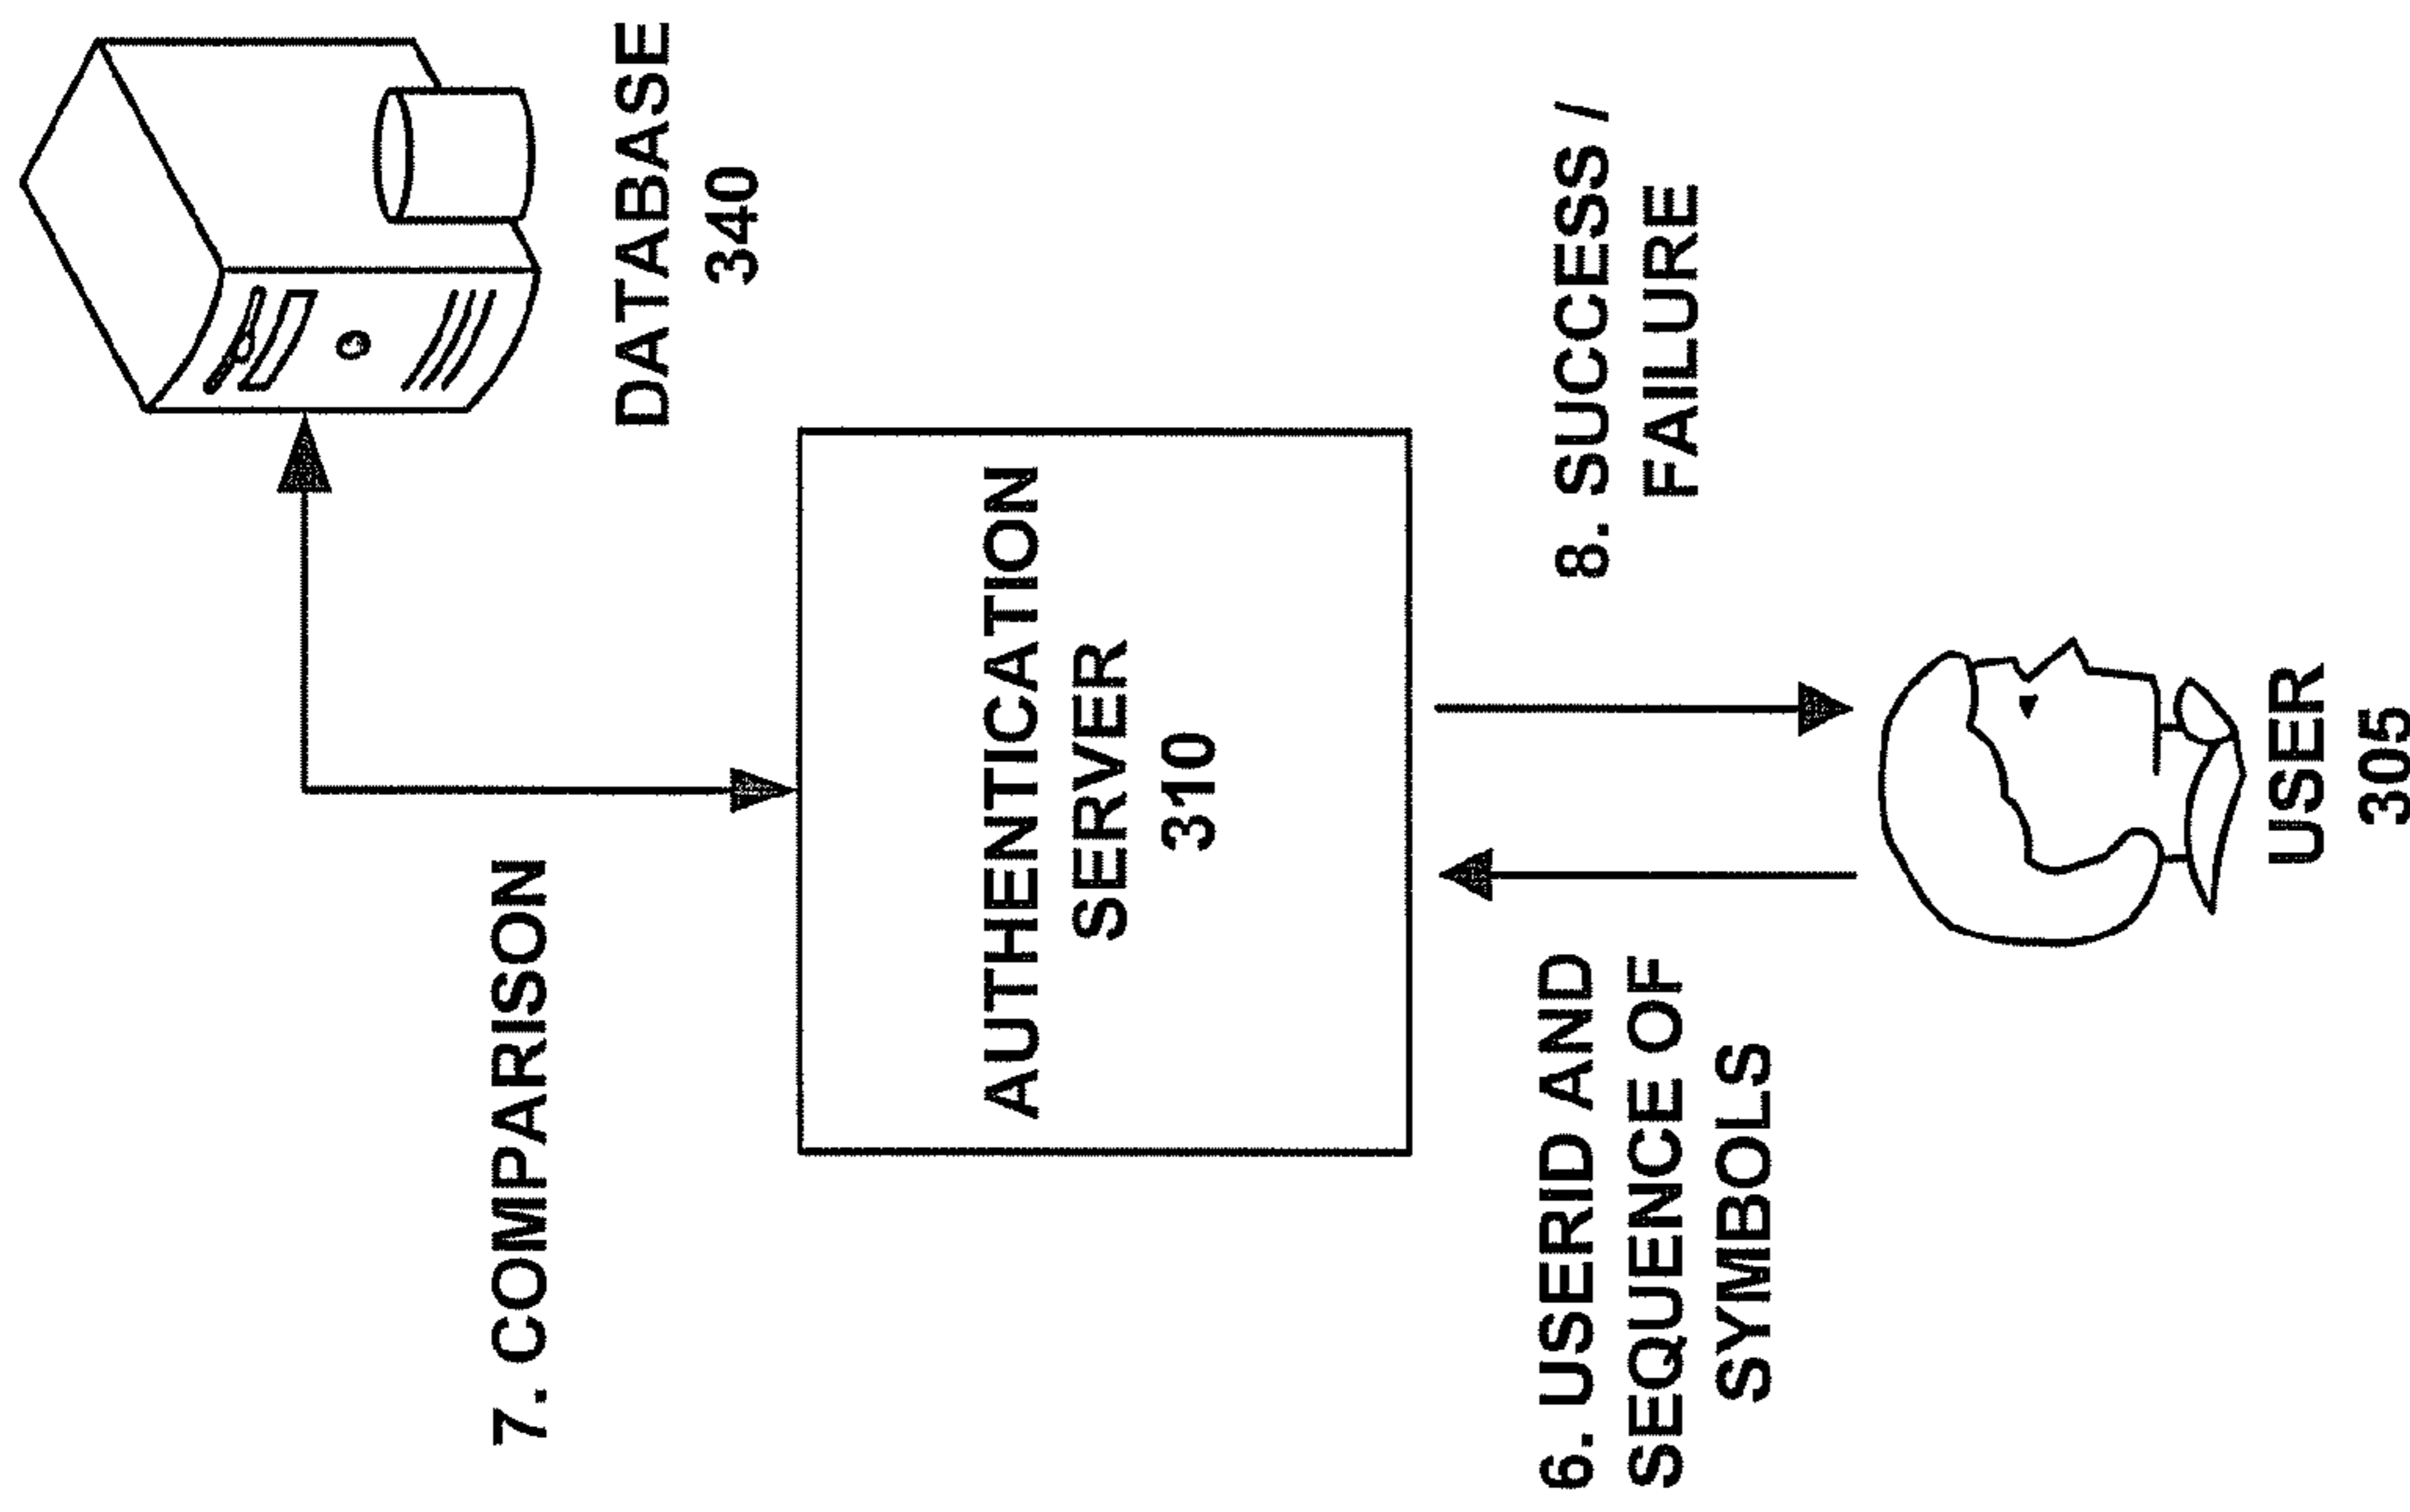 DATABASE
340
7. COMPARISON
AUTHENTICATION
SERVER
310
6. USERID AND
SEQUENCE OF
SYMBOLS
8. SUCCESS /
FAILURE
USER
305